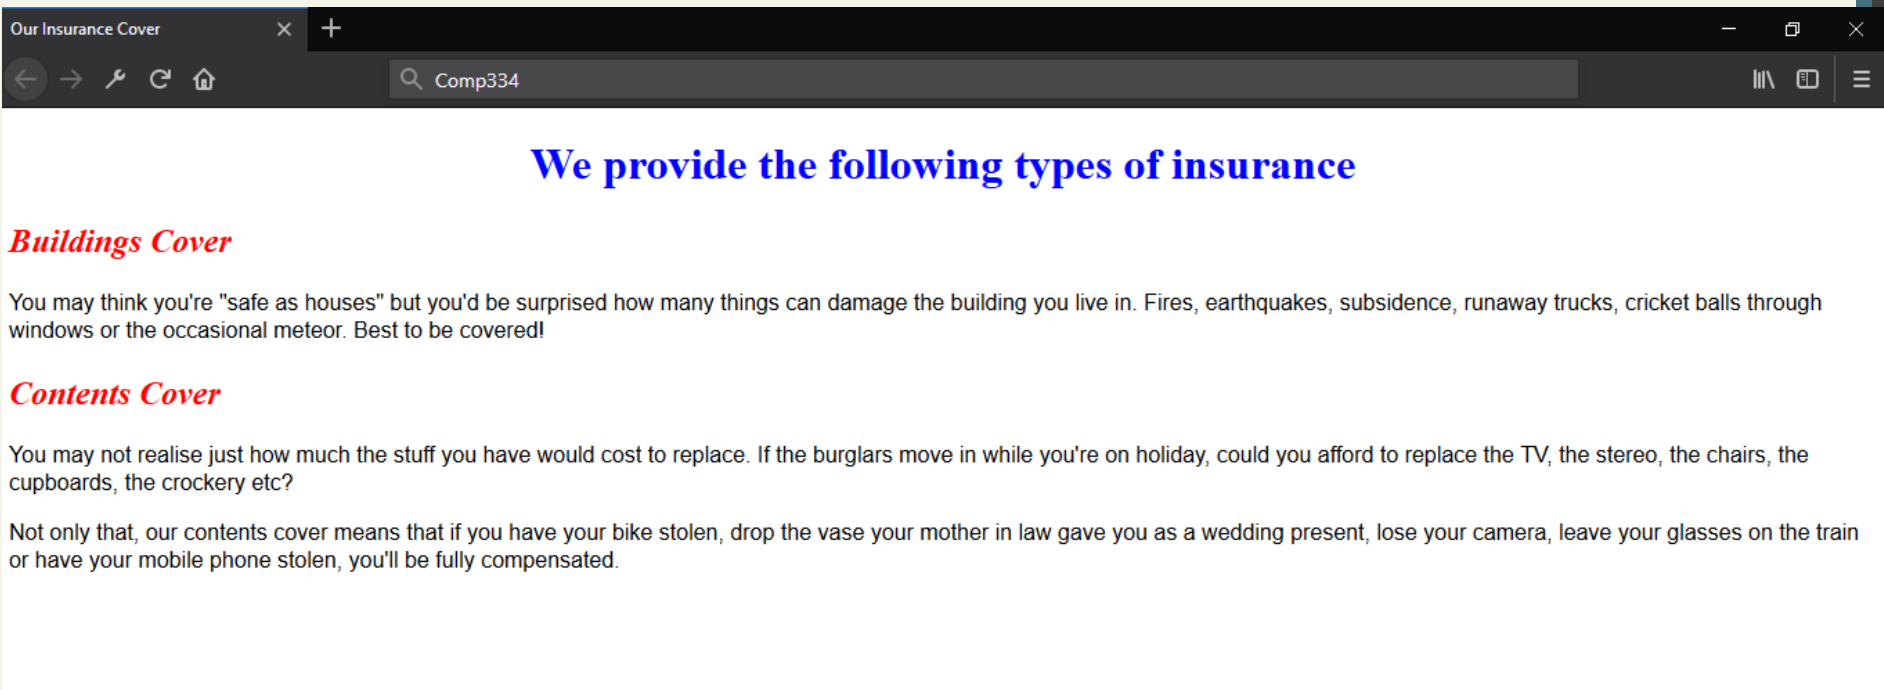 Our Insurance Cover
Comp334
We provide the following types of insurance
Buildings Cover
You may think you're "safe as houses" but you'd be surprised how many things can damage the building you live in. Fires, earthquakes, subsidence, runaway trucks, cricket balls through
windows or the occasional meteor. Best to be covered!
Contents Cover
You may not realise just how much the stuff you have would cost to replace. If the burglars move in while you're on holiday, could you afford to replace the TV, the stereo, the chairs, the
cupboards, the crockery etc?
Not only that, our contents cover means that if you have your bike stolen, drop the vase your mother in law gave you as a wedding present, lose your camera, leave your glasses on the train
or have your mobile phone stolen, you'll be fully compensated.